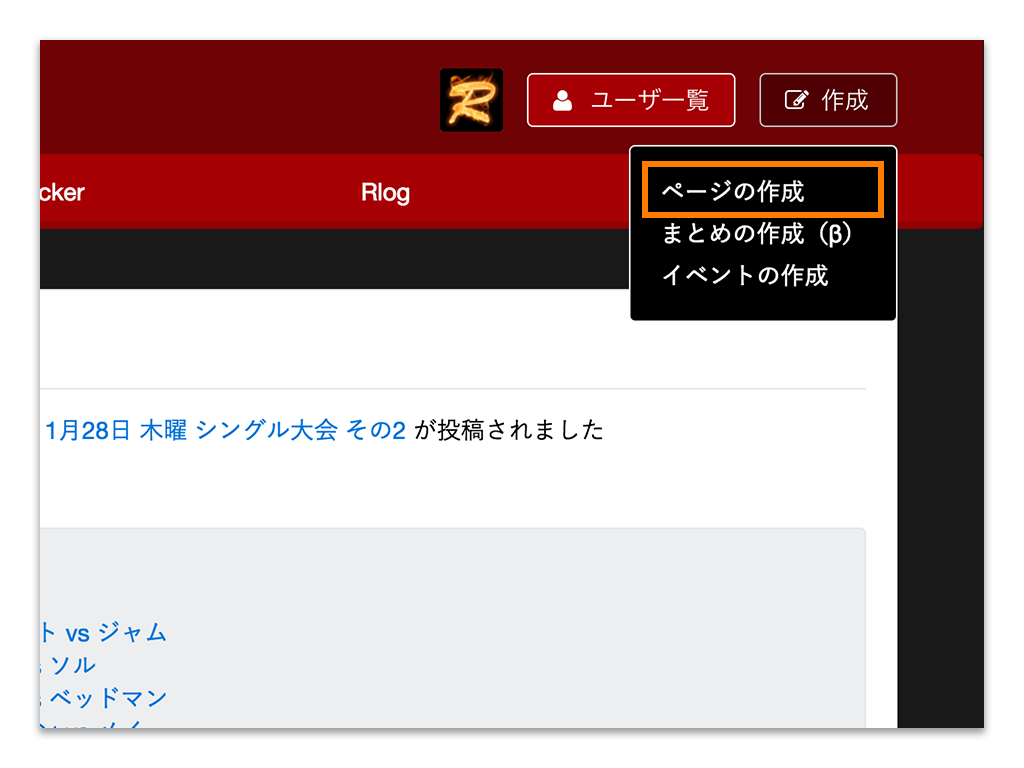 ユーザー覧
作成
cker
Rlog
ページの作成
まとめの作成（β）
イベントの作成
1月28日 木曜 シングル大会 その2 が投稿されました
ト vs ジャム
ソル
ベッドマン